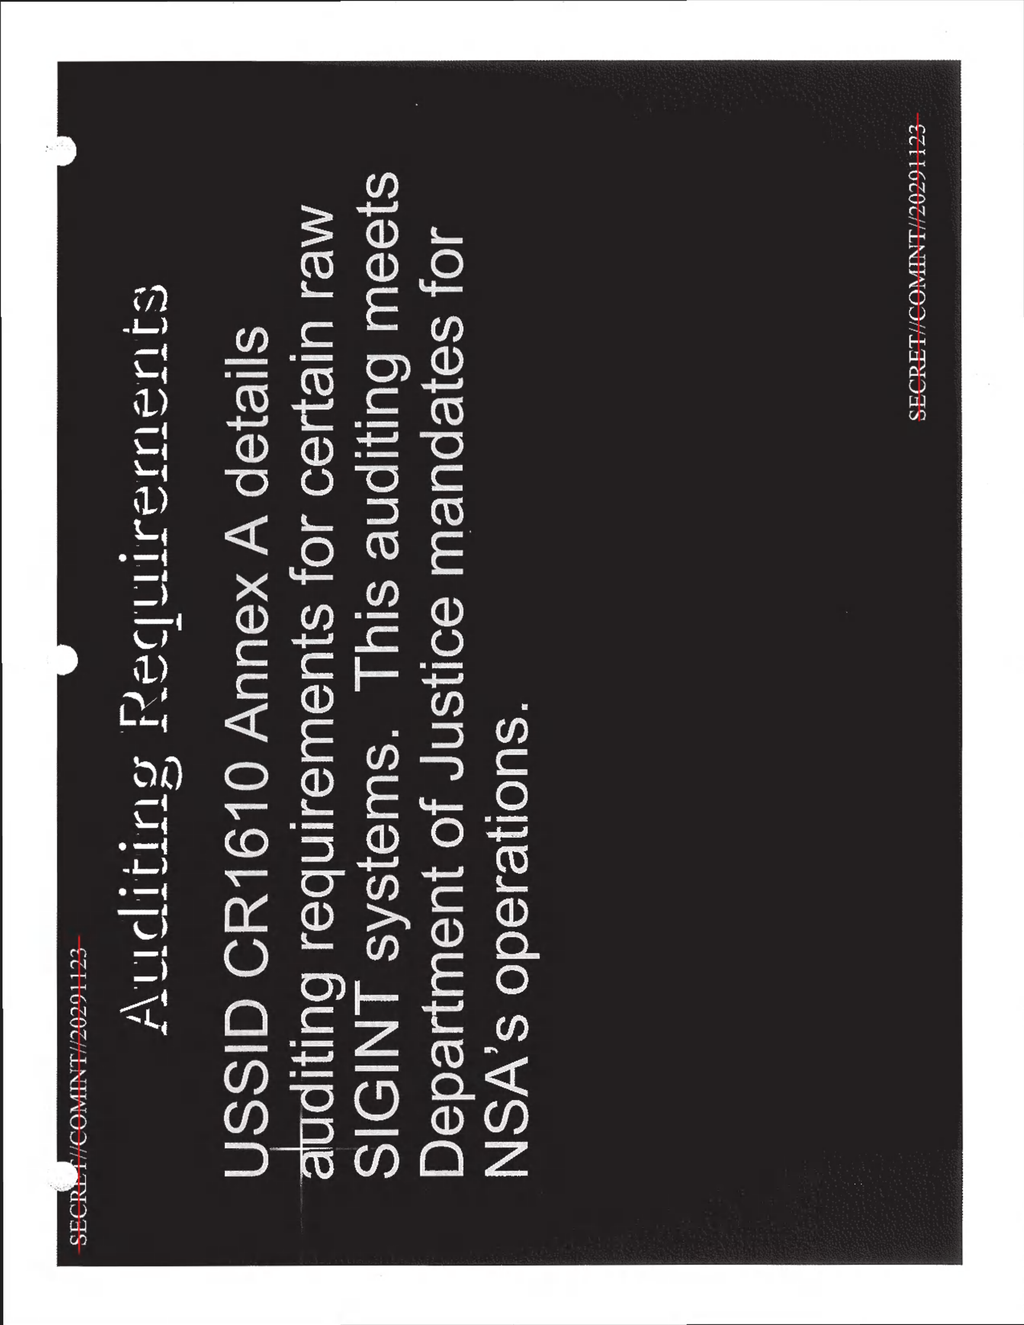 SECRET//COMINT//20291123
Auditing Requirements
USSID CR1610 Annex A details
auditing requirements for certain raw
SIGINT systems. This auditing meets
Department of Justice mandates for
NSA's operations.
SECRET//COMINT//20291123